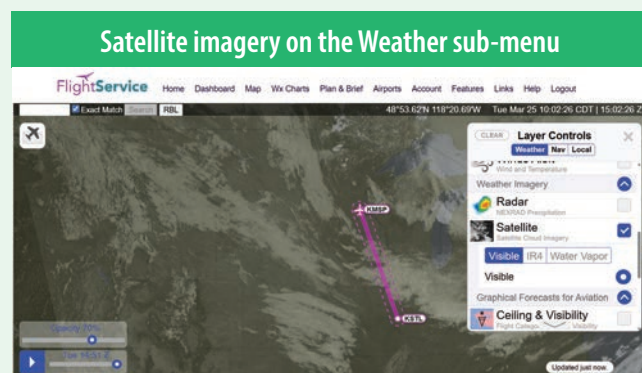 Satellite imagery on the Weather sub-menu
FlightService Home Dashboard Map Wx Charts Plan & Brief Airports Account Features Links Help Logout
Exact Match Search RBL 48°53.62'N 118°20.69'W Tue Mar 25 10:02:26 CDT | 15:02:26 Z
CLEAR Layer Controls
Weather Nav Local
Wind and Temperature
Weather Imagery
Radar
NEXRAD Precipitation
Satellite
Satellite Cloud Imagery
Visible IR4 Water Vapor
Visible
Graphical Forecasts for Aviation
Ceiling & Visibility
Flight Catego Visibility
KMSP
KSTL
Opacity 70%
Updated just now